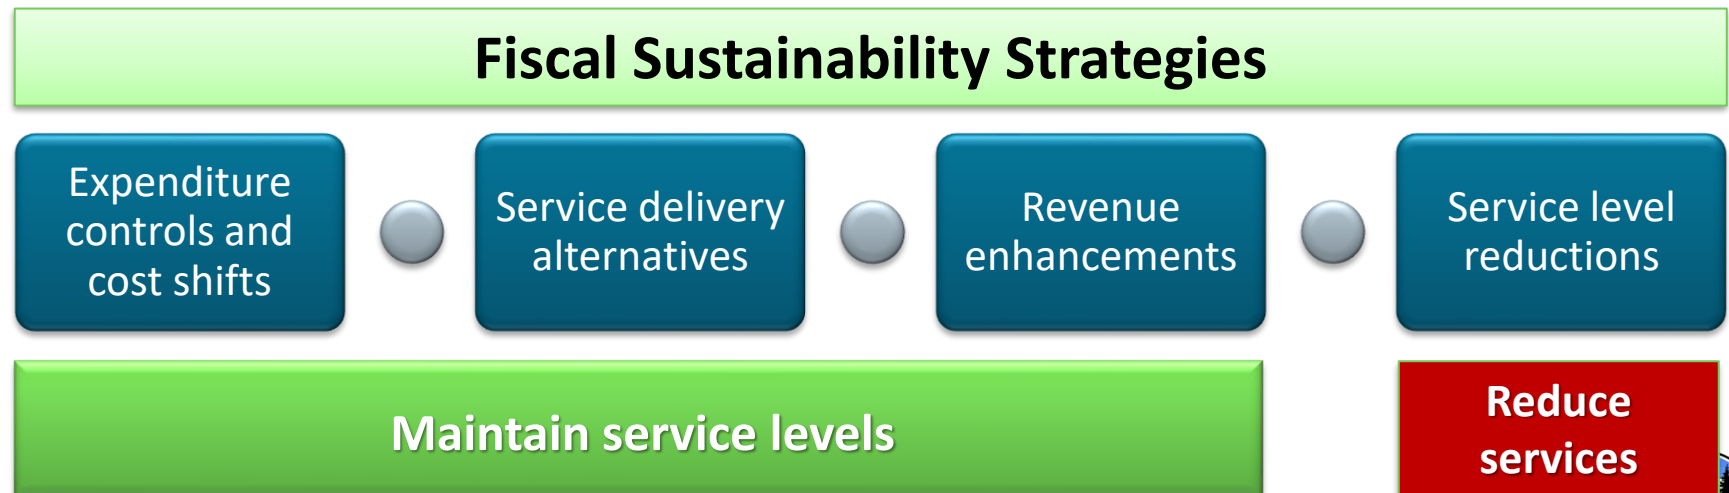 Fiscal Sustainability Strategies
Expenditure
controls and
cost shifts
Service delivery
alternatives
Revenue
enhancements
Service level
reductions
Maintain service levels
Reduce
services